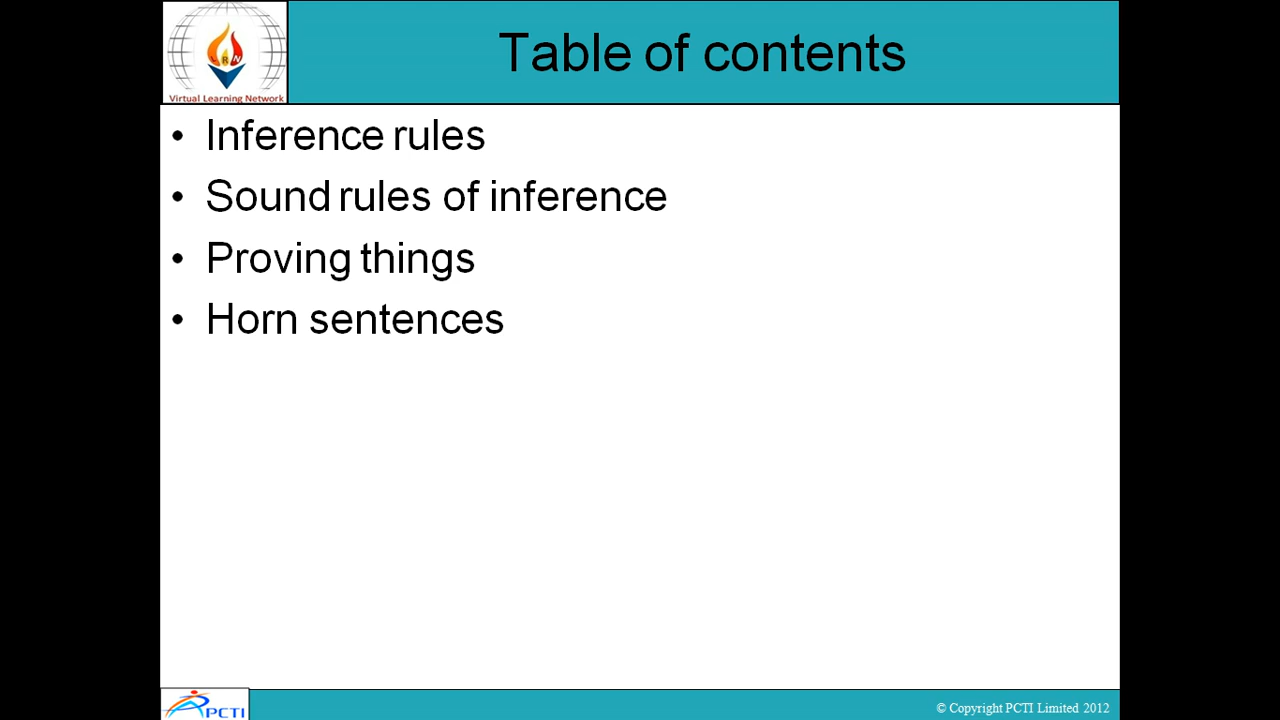 Table of contents
Virtual Learning Network
• Inference rules
• Sound rules of inference
• Proving things
• Horn sentences
PCTI
© Copyright PCTI Limited 2012